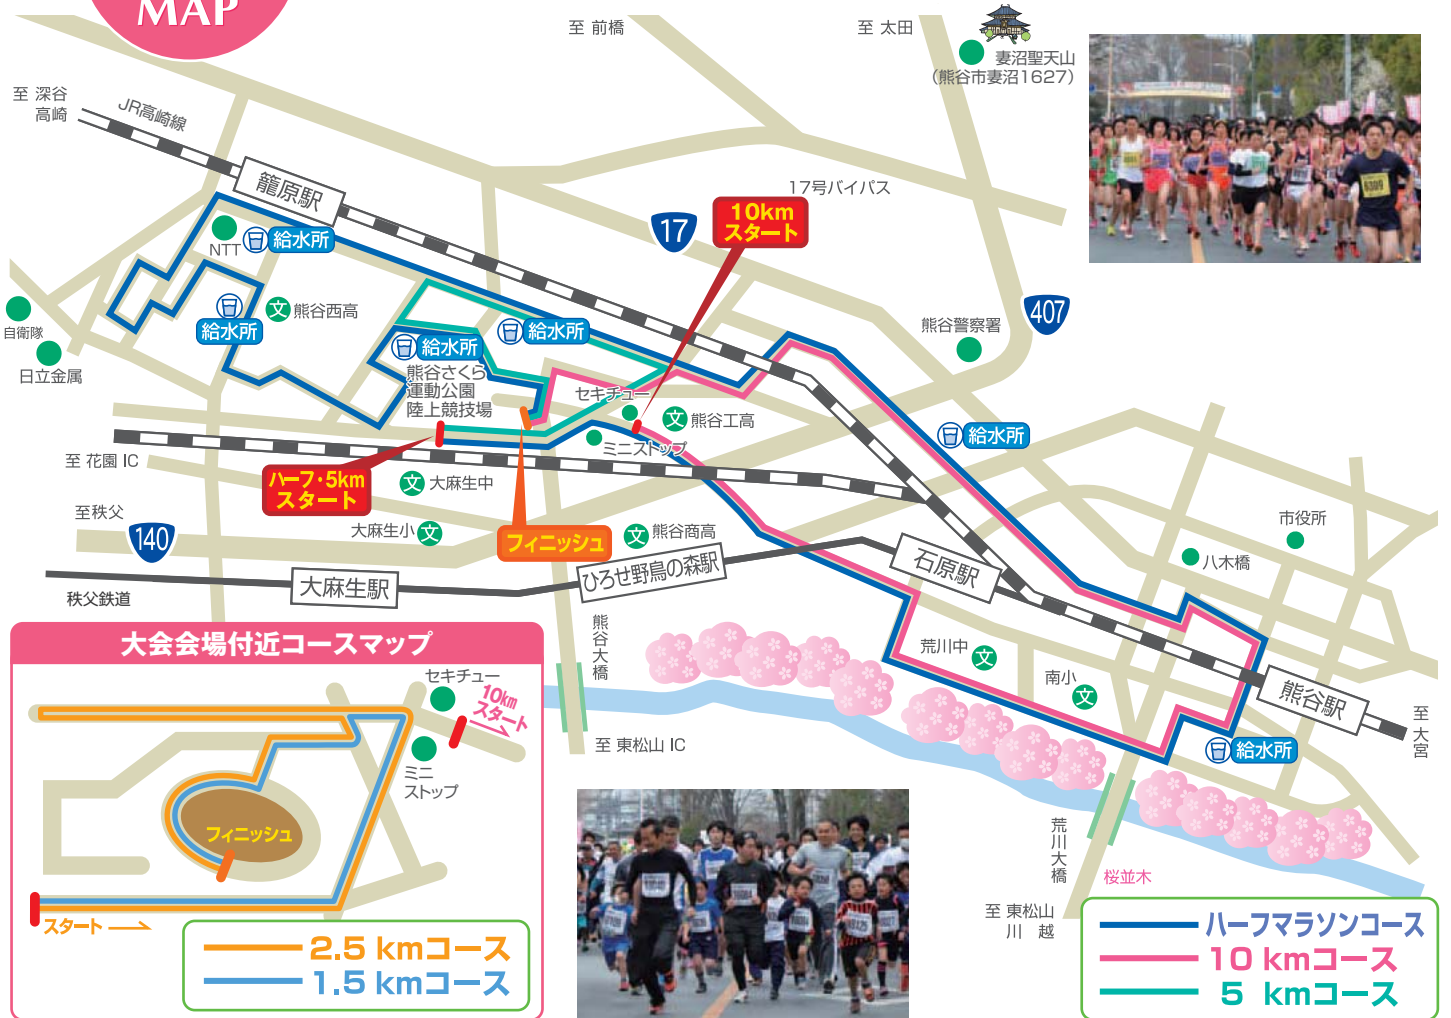 MAP
至 前橋
至 太田
妻沼聖天山
(熊谷市妻沼1627)
至 深谷
高崎
JR高崎線
籠原駅
17号バイパス
10km
スタート
17
407
NTT
給水所
熊谷西高
給水所
給水所
給水所
自衛隊
日立金属
熊谷警察署
熊谷さくら
運動公園
陸上競技場
セキチュー
熊谷工高
ミニストップ
給水所
至 花園 IC
ハーフ・5km
スタート
大麻生中
至秩父
140
大麻生小
フィニッシュ
熊谷商高
市役所
八木橋
大麻生駅
ひろせ野鳥の森駅
石原駅
秩父鉄道
熊谷大橋
荒川中
南小
熊谷駅
至 大宮
給水所
至 東松山 IC
荒川大橋
桜並木
至 東松山
川 越
大会会場付近コースマップ
セキチュー
10km
スタート
ミニ
ストップ
フィニッシュ
スタート
2.5 kmコース
1.5 kmコース
ハーフマラソンコース
10 kmコース
5 kmコース